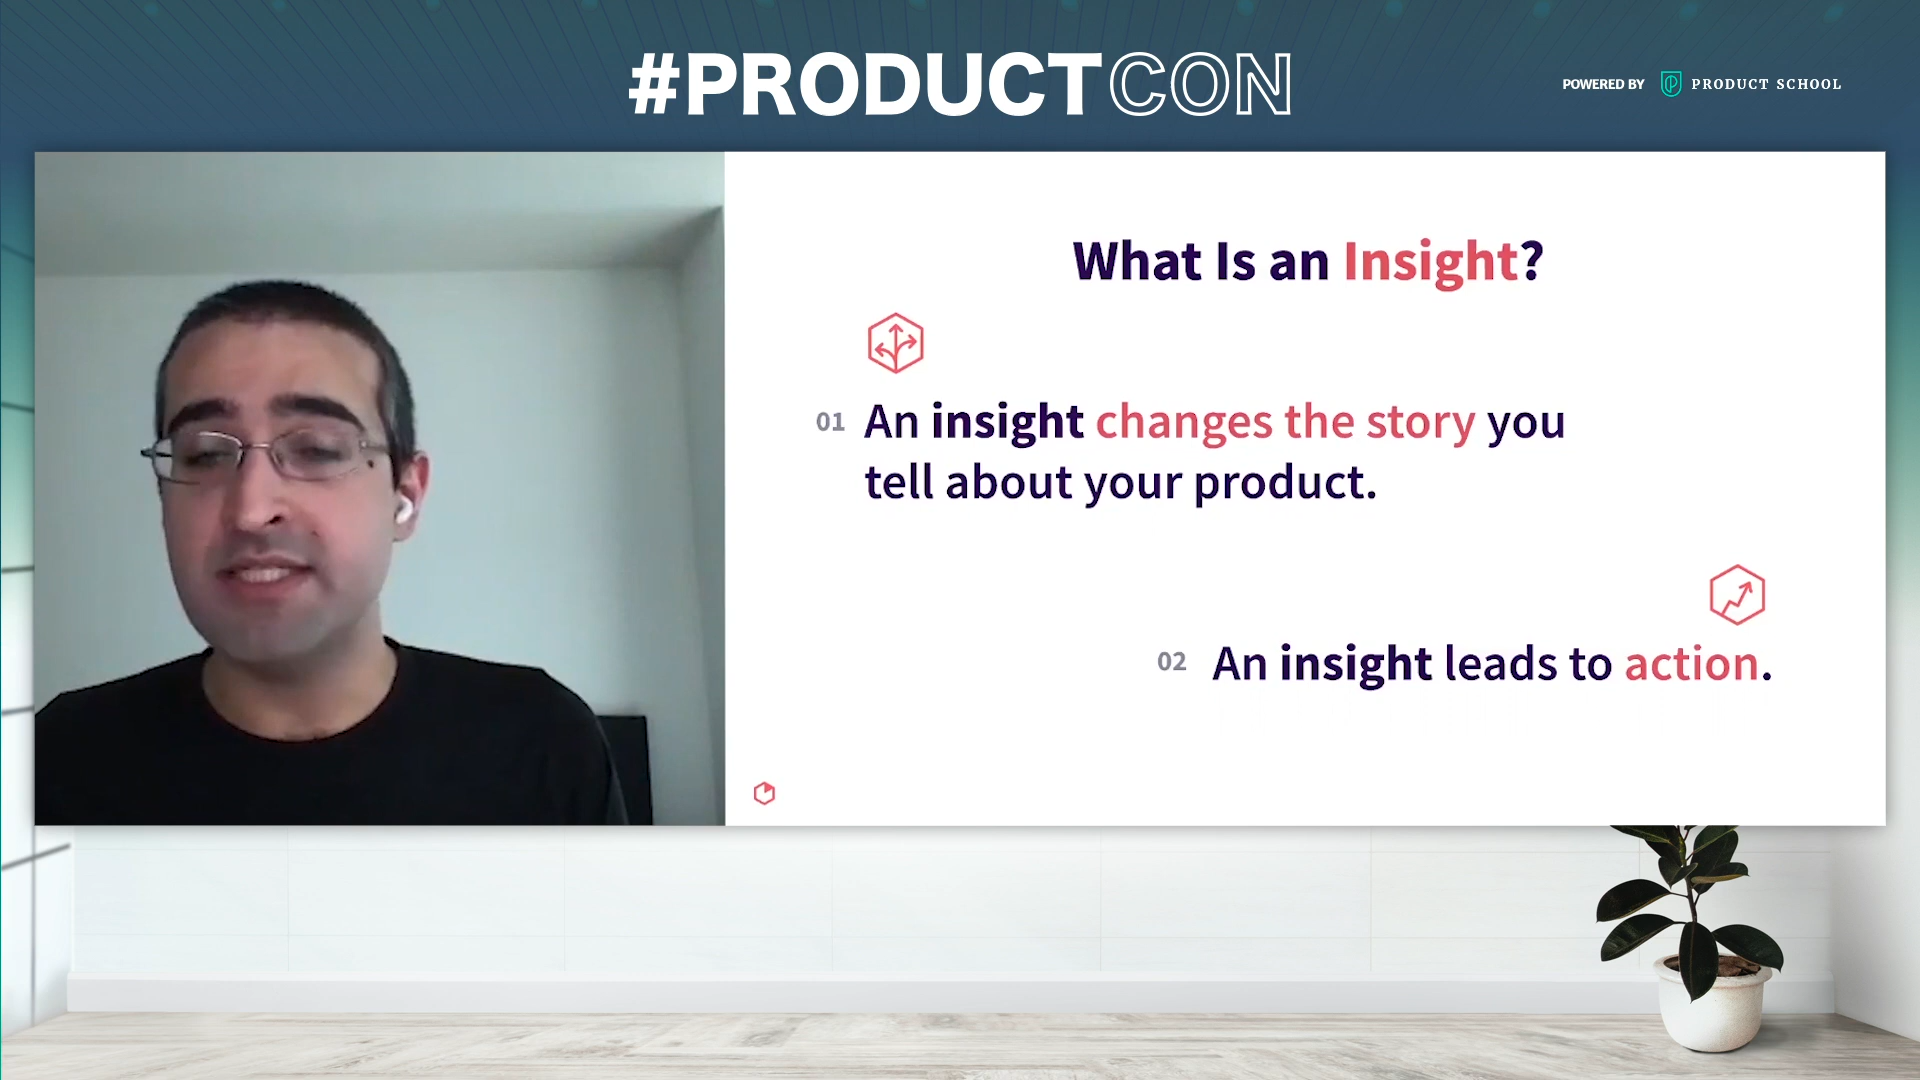 #PRODUCTCON
POWERED BY PRODUCT SCHOOL
What Is an Insight?
01 An insight changes the story you
tell about your product.
02 An insight leads to action.